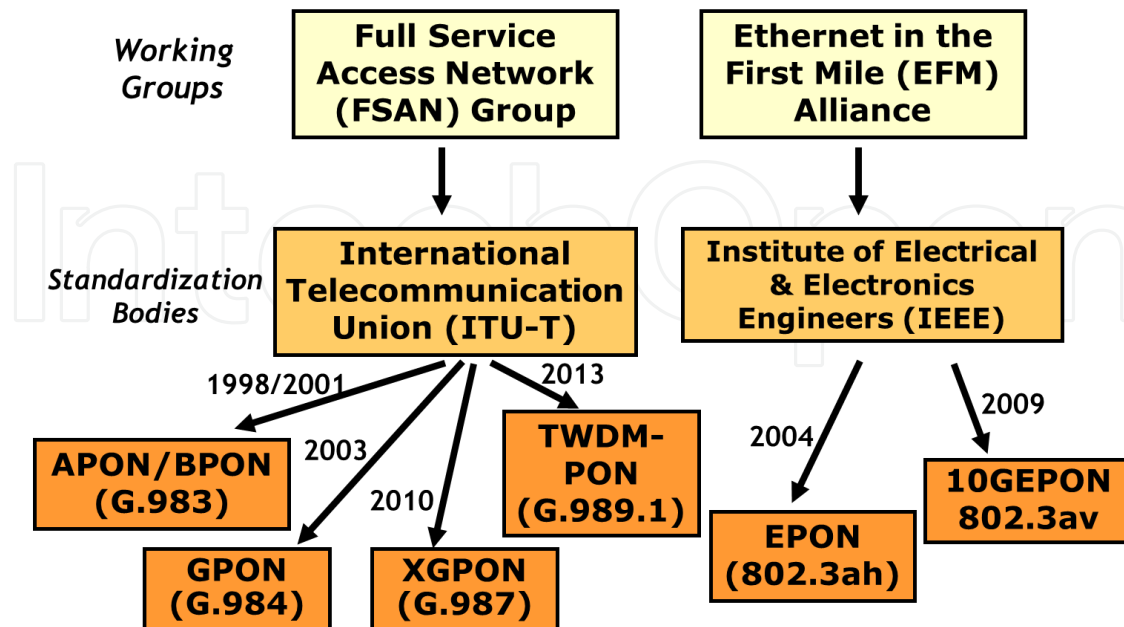 Working
Groups
Full Service
Access Network
(FSAN) Group
Ethernet in the
First Mile (EFM)
Alliance
IntechOpen
Standardization
Bodies
International
Telecommunication
Union (ITU-T)
Institute of Electrical
& Electronics
Engineers (IEEE)
1998/2001
2003
2010
2013
2004
2009
APON/BPON
(G.983)
GPON
(G.984)
XGPON
(G.987)
TWDM-
PON
(G.989.1)
EPON
(802.3ah)
10GEPON
802.3av